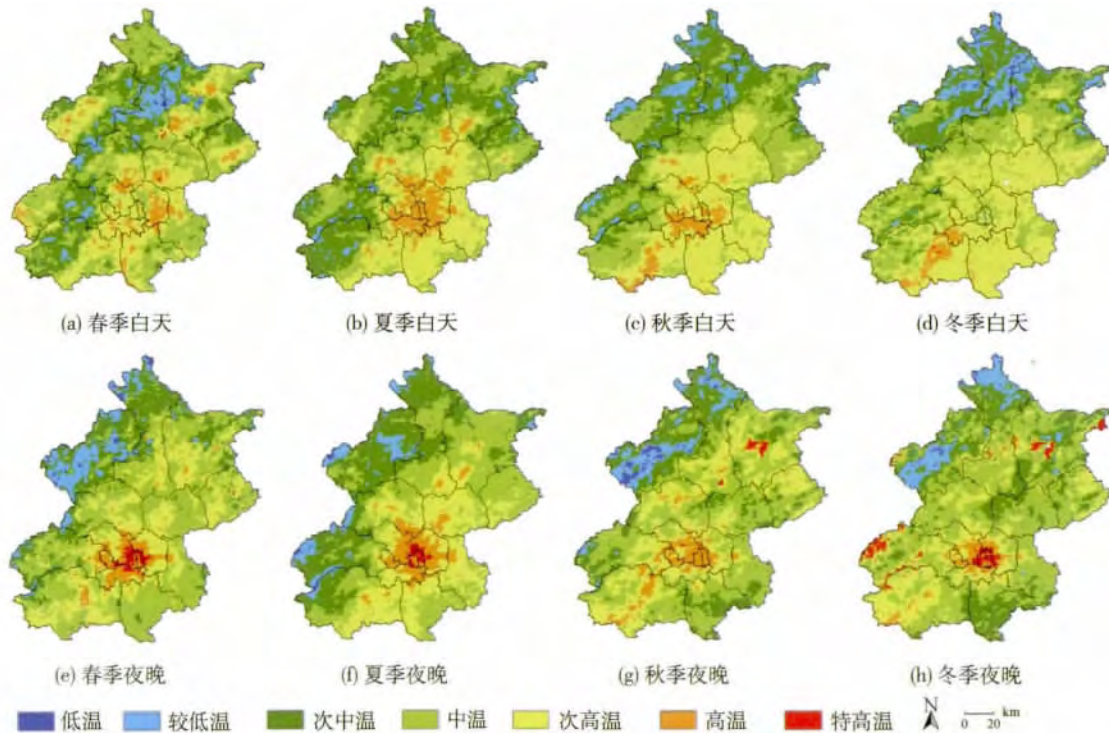 (a) 春季白天
(b) 夏季白天
(c) 秋季白天
(d) 冬季白天
(e) 春季夜晚
(f) 夏季夜晚
(g) 秋季夜晚
(h) 冬季夜晚
低温 较低温 次中温 中温 次高温 高温 特高温 N 0 20 km